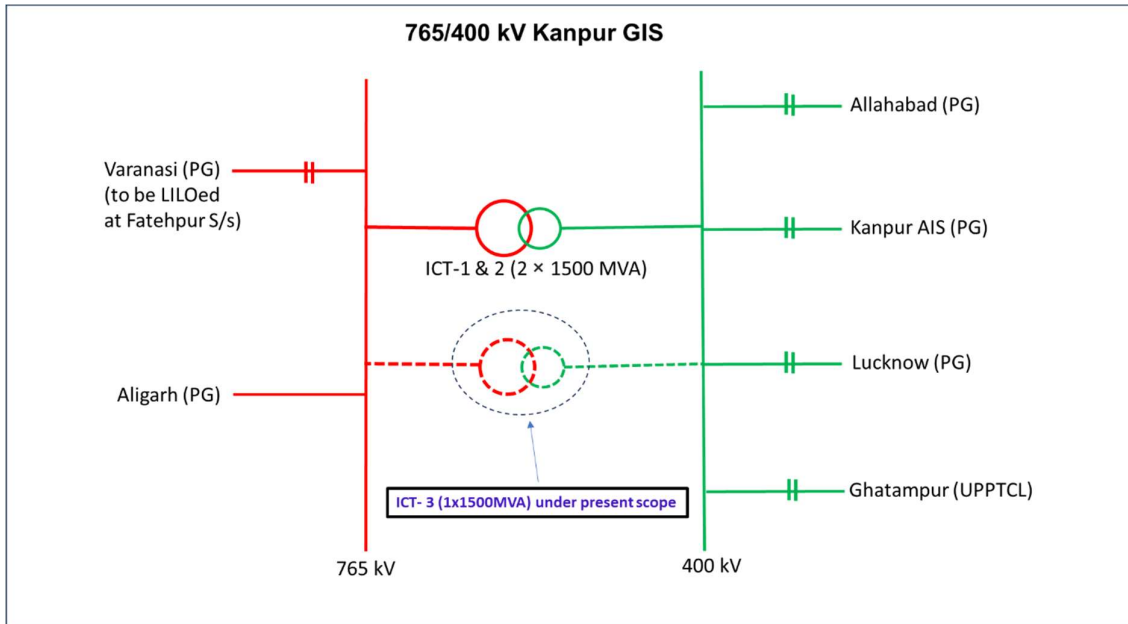 765/400 kV Kanpur GIS
Varanasi (PG)
(to be LILOed
at Fatehpur S/s)
Aligarh (PG)
ICT-1 & 2 (2 × 1500 MVA)
ICT- 3 (1x1500MVA) under present scope
Allahabad (PG)
Kanpur AIS (PG)
Lucknow (PG)
Ghatampur (UPPTCL)
765 kV
400 kV